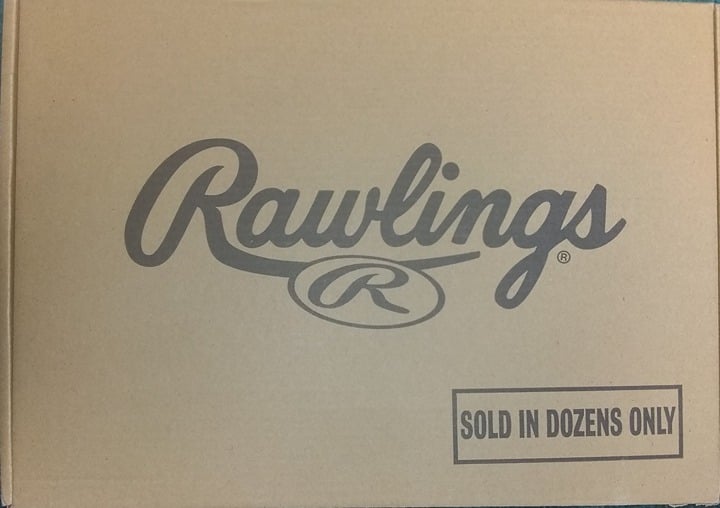 Rawlings
®
R
SOLD IN DOZENS ONLY